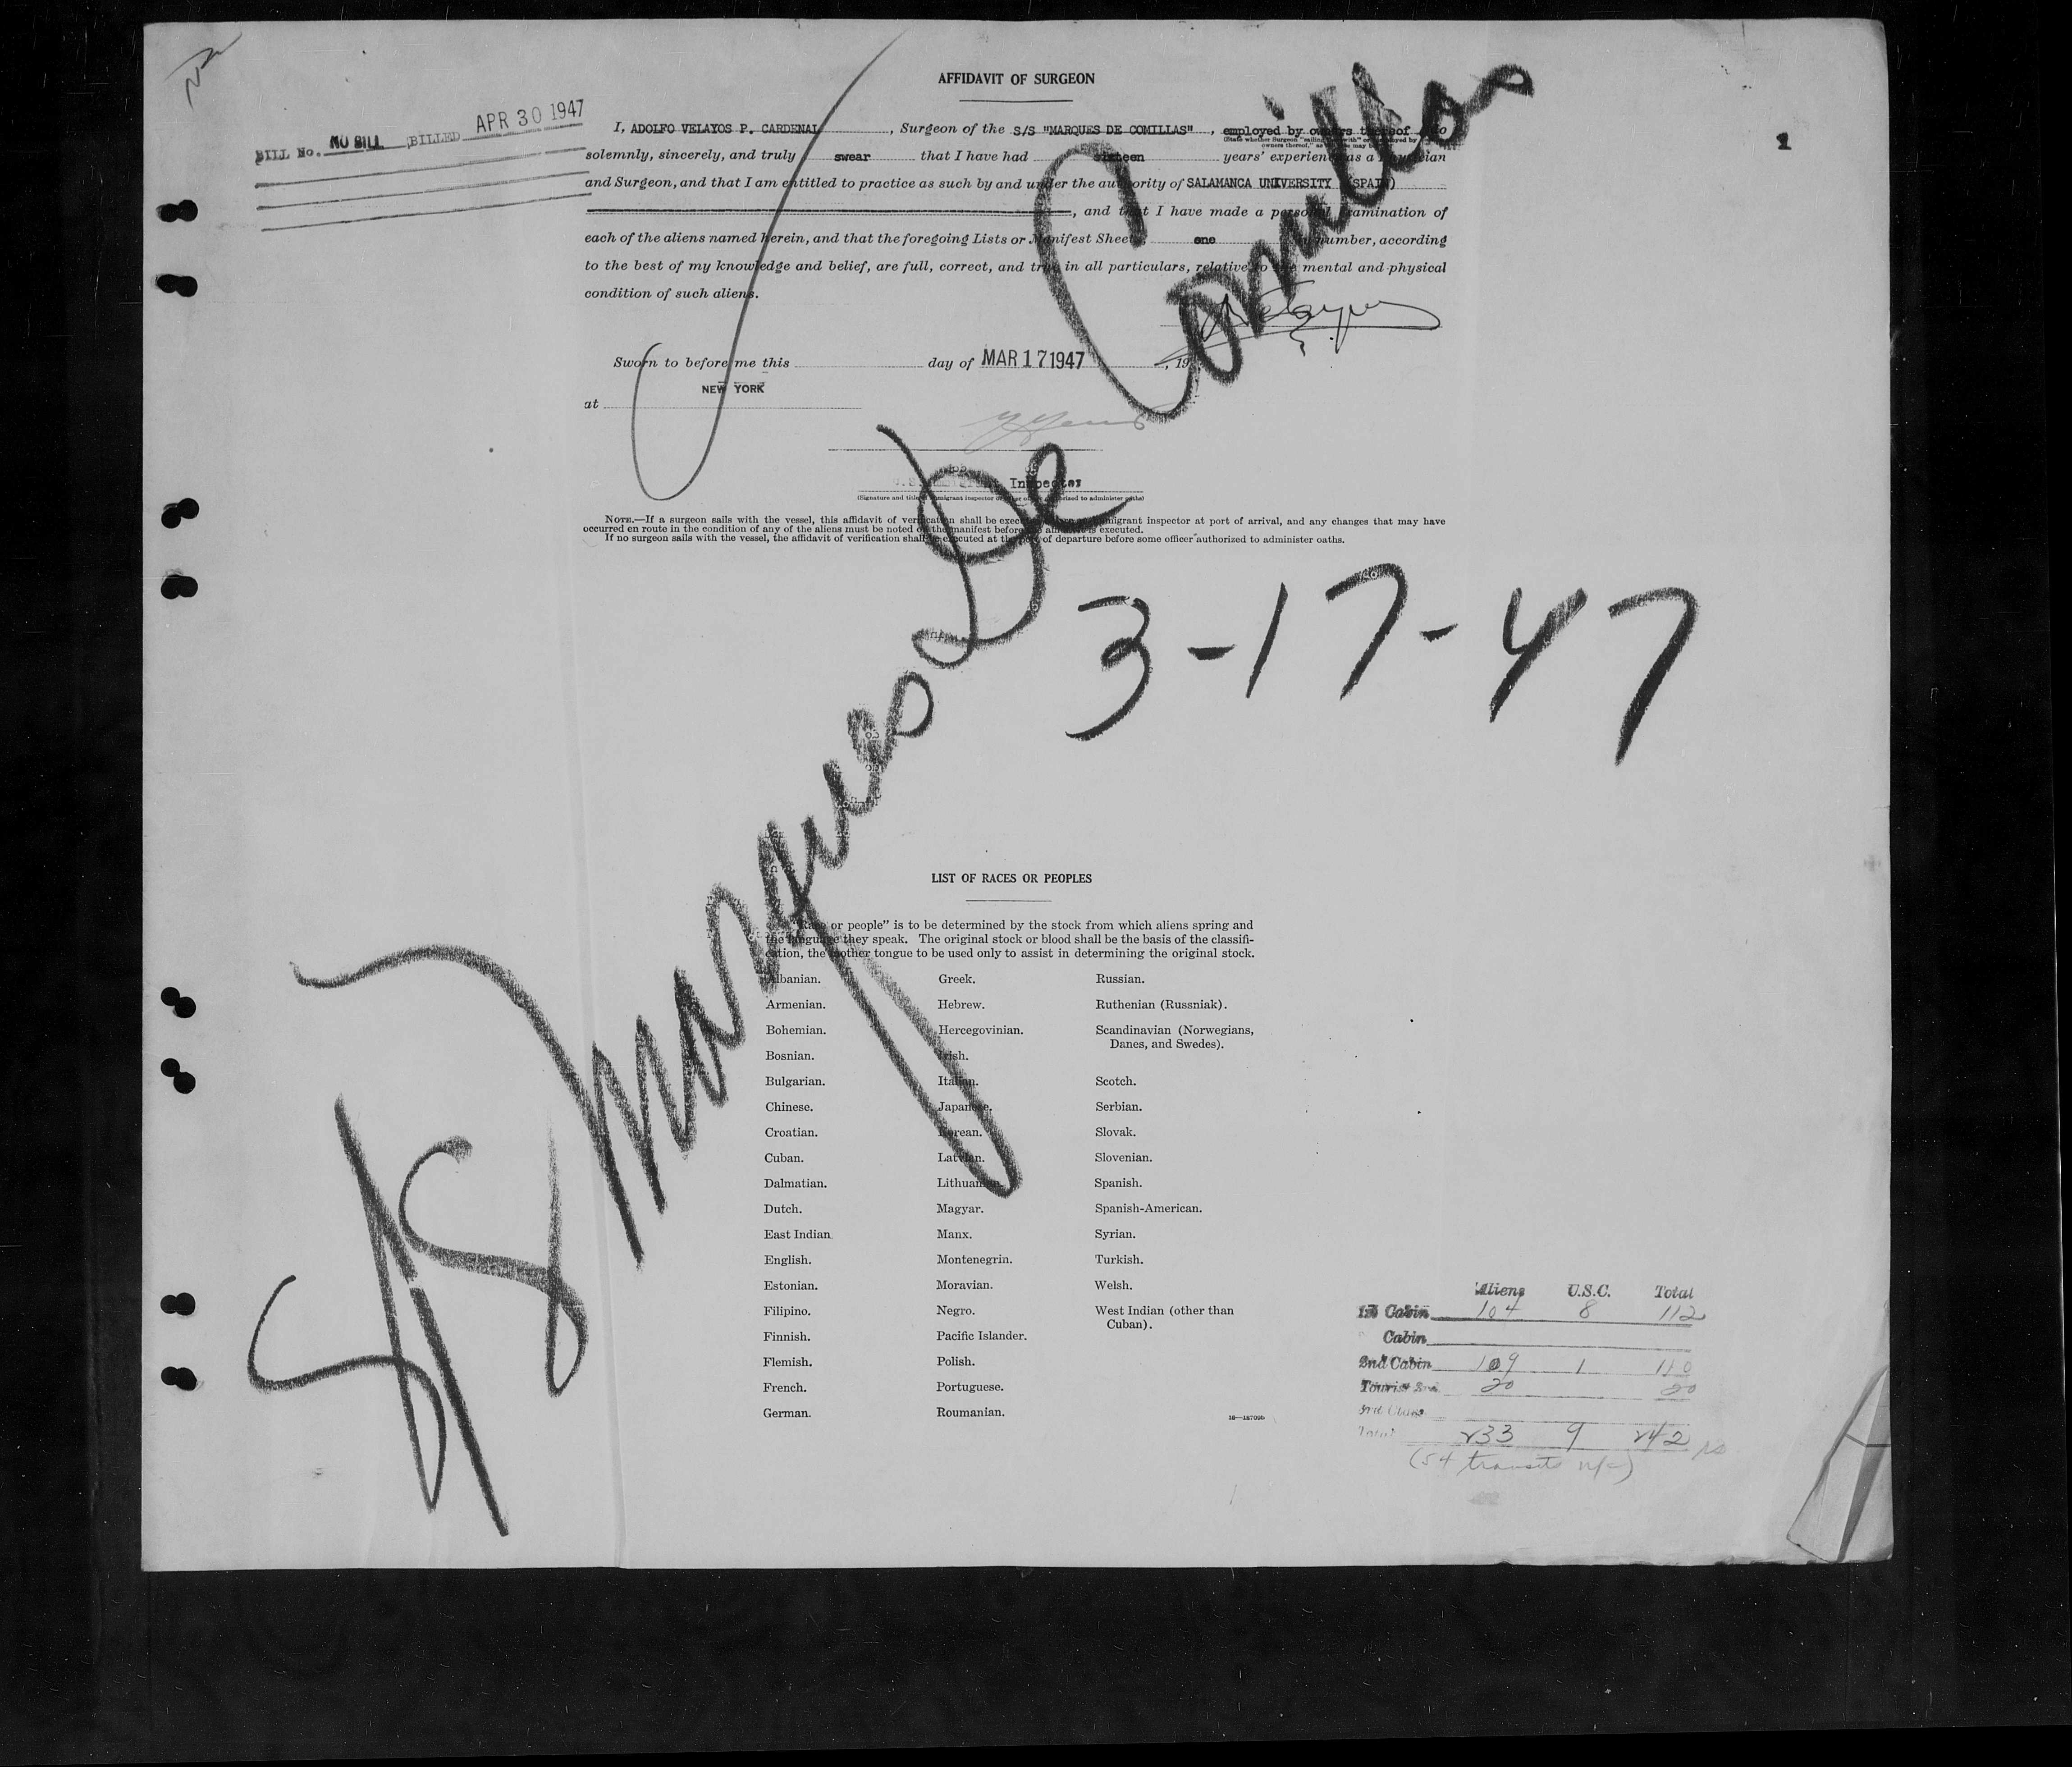 AFFIDAVIT OF SURGEON
BILL No. NO BILL BILLED APR 30 1947
1
I, ADOLFO VELAYOS P. CARDENAL, Surgeon of the S/S "MARQUES DE COMILLAS", employed by owners thereof, do
solemnly, sincerely, and truly swear that I have had sixteen years' experience as a Physician
and Surgeon, and that I am entitled to practice as such by and under the authority of SALAMANCA UNIVERSITY (SPAIN)
, and that I have made a personal examination of
each of the aliens named herein, and that the foregoing Lists or Manifest Sheets, one in number, according
to the best of my knowledge and belief, are full, correct, and true in all particulars, relative to the mental and physical
condition of such aliens.
Sworn to before me this day of MAR 17 1947, 19
at NEW YORK
Inspector
(Signature and title of immigrant inspector or other officer authorized to administer oaths)
NOTE.—If a surgeon sails with the vessel, this affidavit of verification shall be executed before an immigrant inspector at port of arrival, and any changes that may have
occurred en route in the condition of any of the aliens must be noted on the manifest before the affidavit is executed.
If no surgeon sails with the vessel, the affidavit of verification shall be executed at the port of departure before some officer authorized to administer oaths.
S/S Marques De Comillas
3-17-47
LIST OF RACES OR PEOPLES
"Race or people" is to be determined by the stock from which aliens spring and
the language they speak. The original stock or blood shall be the basis of the classifi-
cation, the mother tongue to be used only to assist in determining the original stock.
Albanian. Greek. Russian.
Armenian. Hebrew. Ruthenian (Russniak).
Bohemian. Hercegovinian. Scandinavian (Norwegians,
Danes, and Swedes).
Bosnian. Irish.
Bulgarian. Italian. Scotch.
Chinese. Japanese. Serbian.
Croatian. Korean. Slovak.
Cuban. Latvian. Slovenian.
Dalmatian. Lithuanian. Spanish.
Dutch. Magyar. Spanish-American.
East Indian Manx. Syrian.
English. Montenegrin. Turkish.
Estonian. Moravian. Welsh.
Filipino. Negro. West Indian (other than
Cuban).
Finnish. Pacific Islander.
Flemish. Polish.
French. Portuguese.
German. Roumanian.
Aliens U.S.C. Total
1st Cabin 104 8 112
Cabin
2nd Cabin 109 1 110
Tourist 20 20
3rd Class
Total 233 9 242
(54 transits n/c)